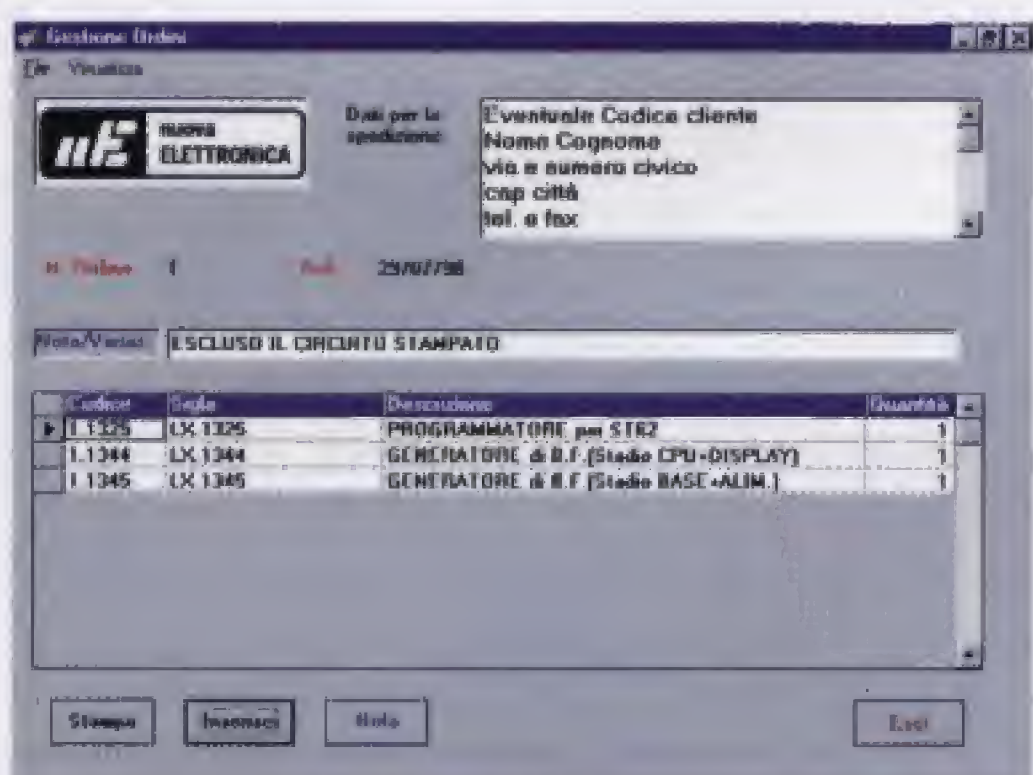 Gestione Ordini
File Visualizza
nE nuova ELETTRONICA
Dati per la spedizione:
Eventuale Codice cliente
Nome Cognome
via e numero civico
cap città
tel. o fax
N. Ordine 1 Del 29/07/98
Note/Varie: ESCLUSO IL CIRCUITO STAMPATO
Codice Sigla Descrizione Quantità
1.1325 LX 1325 PROGRAMMATORE per ST62 1
1.1344 LX 1344 GENERATORE di B.F. (Stadio CPU+DISPLAY) 1
1.1345 LX 1345 GENERATORE di B.F. (Stadio BASE+ALIM.) 1
Stampa Inserisci Nota Esci